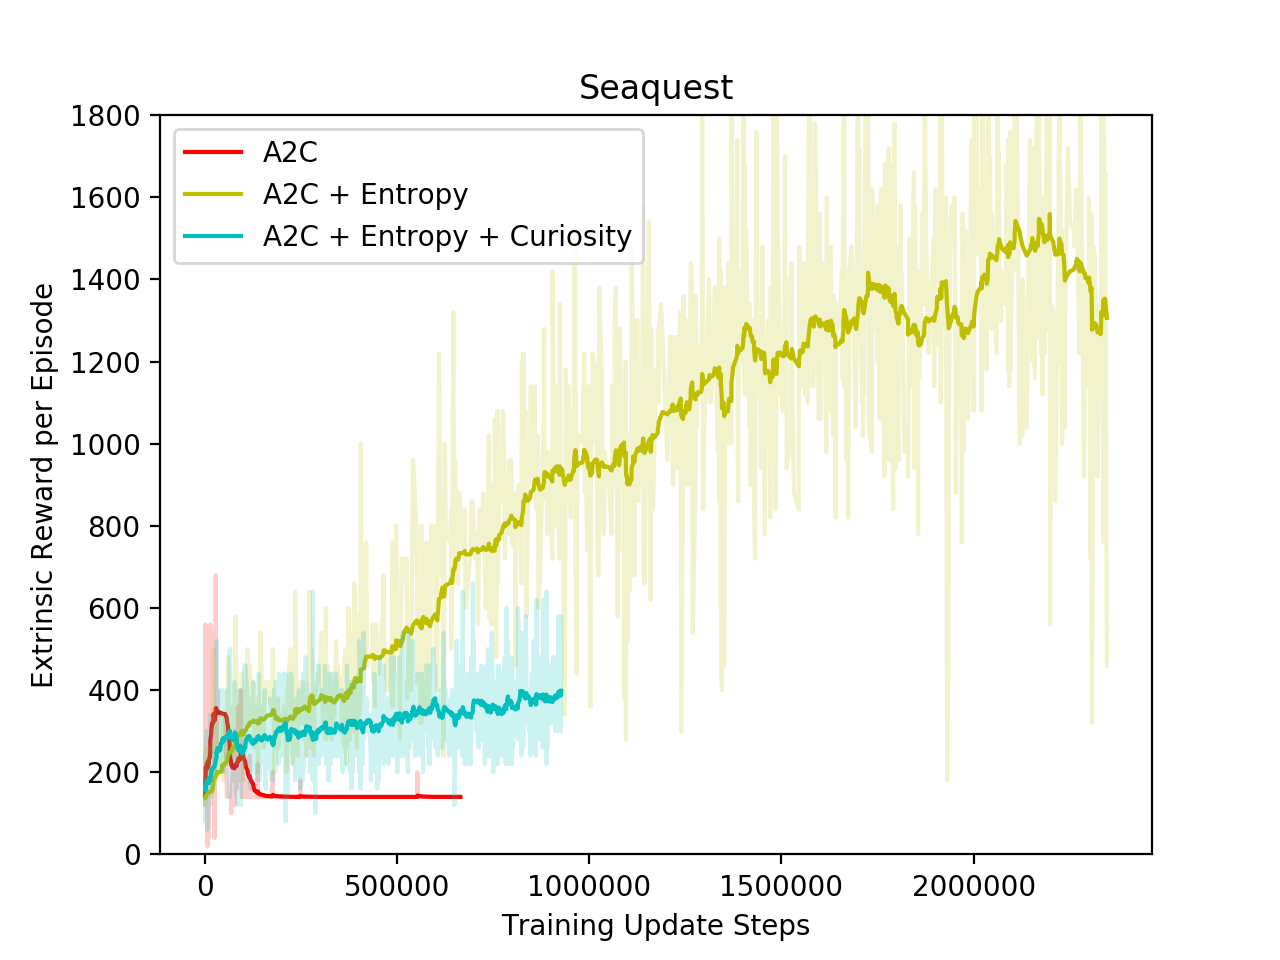 Seaquest
1800
1600
1400
1200
1000
800
600
400
200
0
A2C
A2C + Entropy
A2C + Entropy + Curiosity
Extrinsic Reward per Episode
0 500000 1000000 1500000 2000000
Training Update Steps